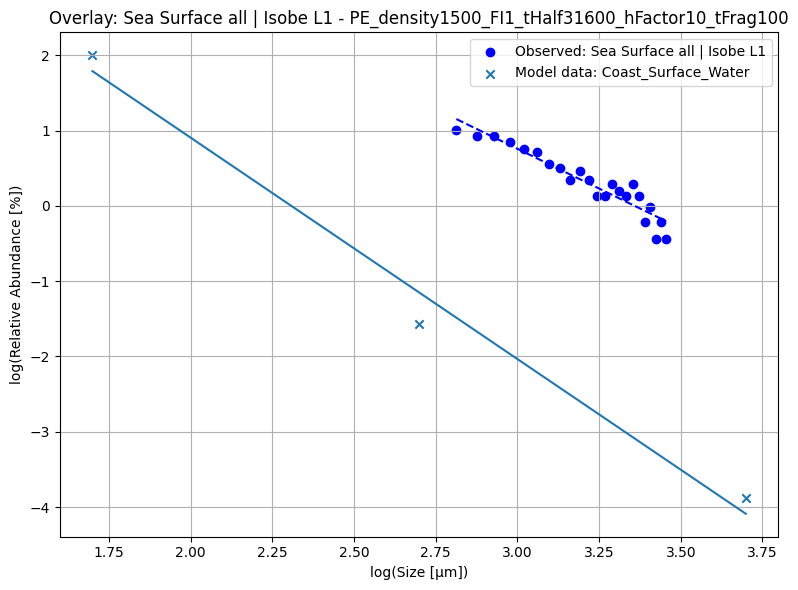 Overlay: Sea Surface all | Isobe L1 - PE_density1500_FI1_tHalf31600_hFactor10_tFrag100
Observed: Sea Surface all | Isobe L1
Model data: Coast_Surface_Water
log(Relative Abundance [%])
2
1
0
−1
−2
−3
−4
1.75 2.00 2.25 2.50 2.75 3.00 3.25 3.50 3.75
log(Size [µm])